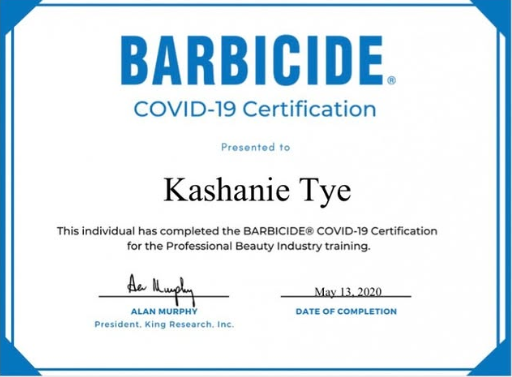 BARBICIDE®
COVID-19 Certification
Presented to
Kashanie Tye
This individual has completed the BARBICIDE® COVID-19 Certification
for the Professional Beauty Industry training.
Alan Murphy
May 13, 2020
ALAN MURPHY
DATE OF COMPLETION
President, King Research, Inc.